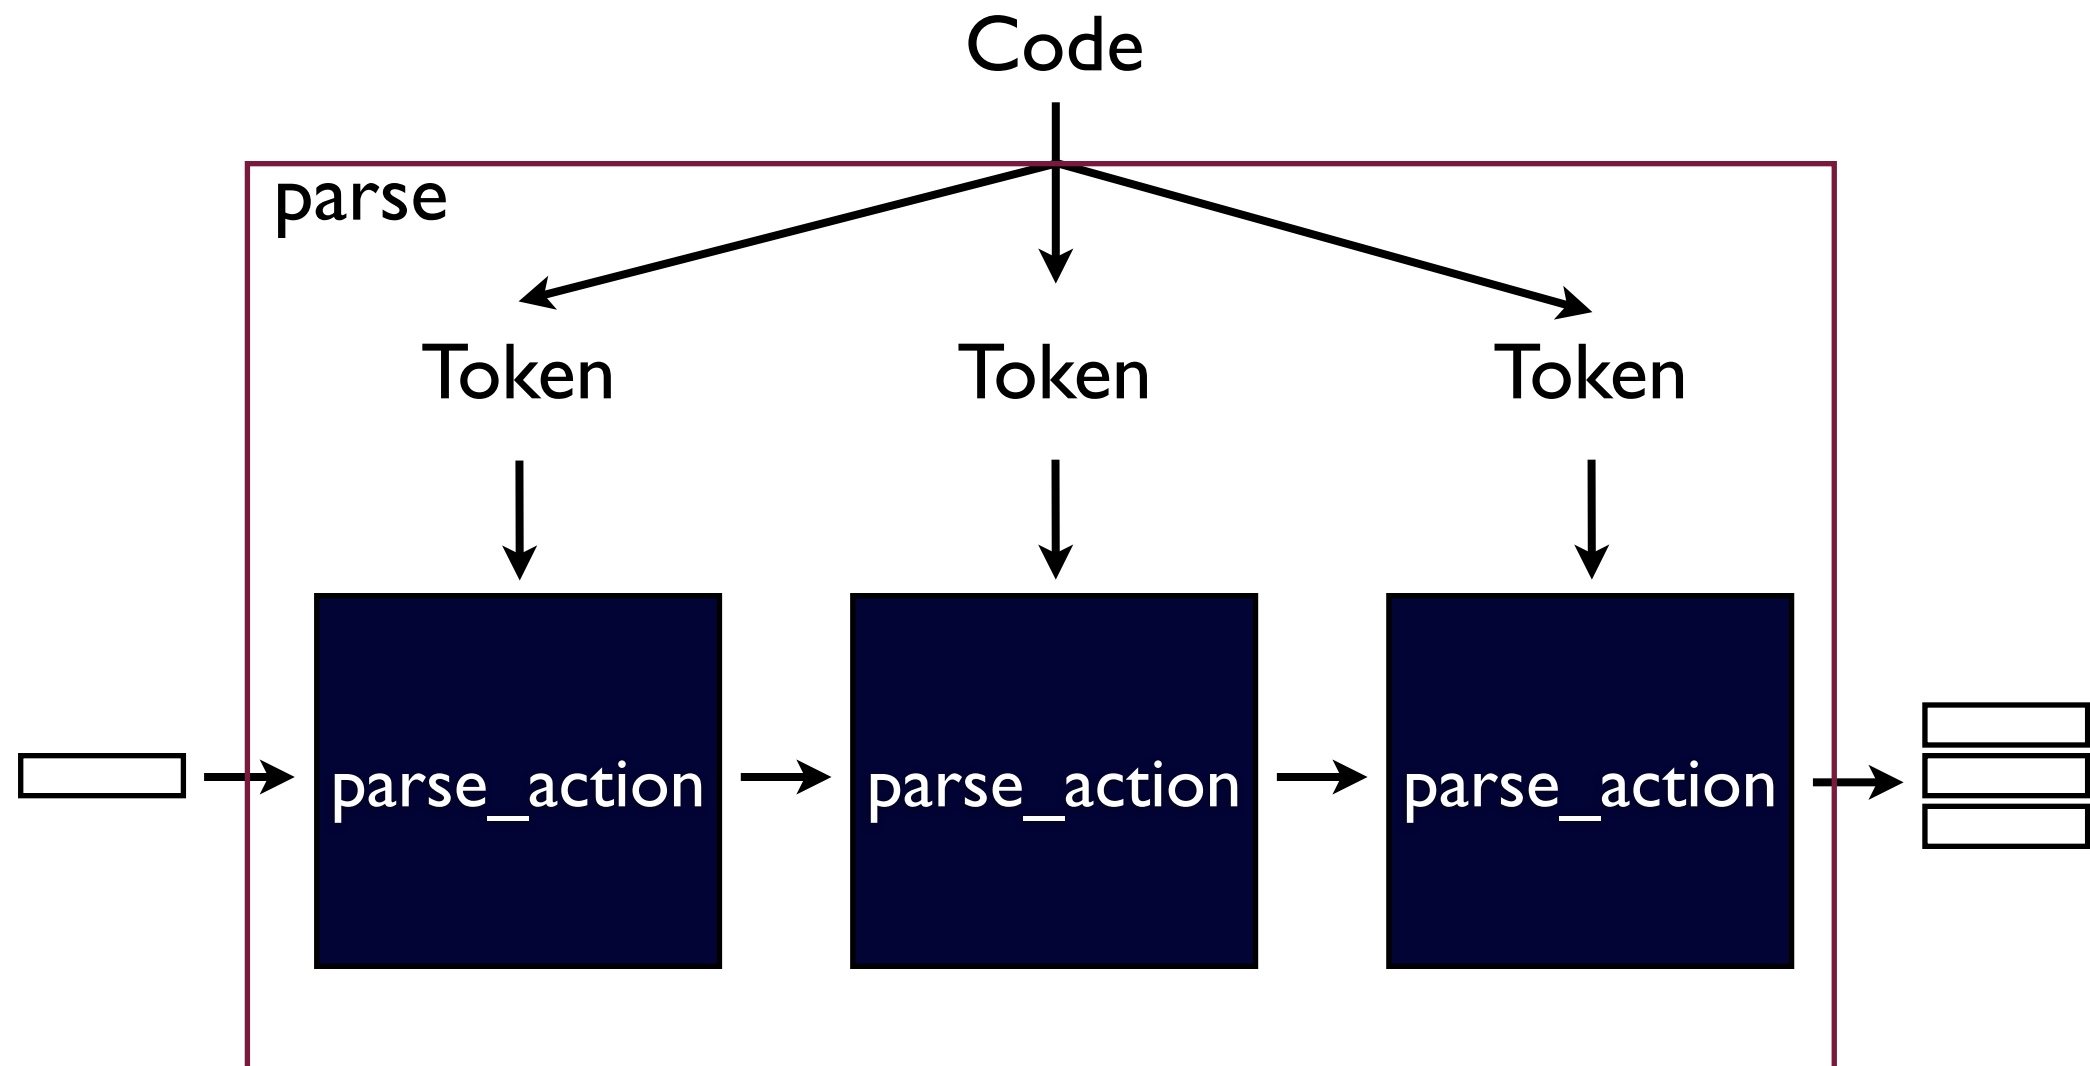 Code
parse
Token Token Token
parse_action parse_action parse_action